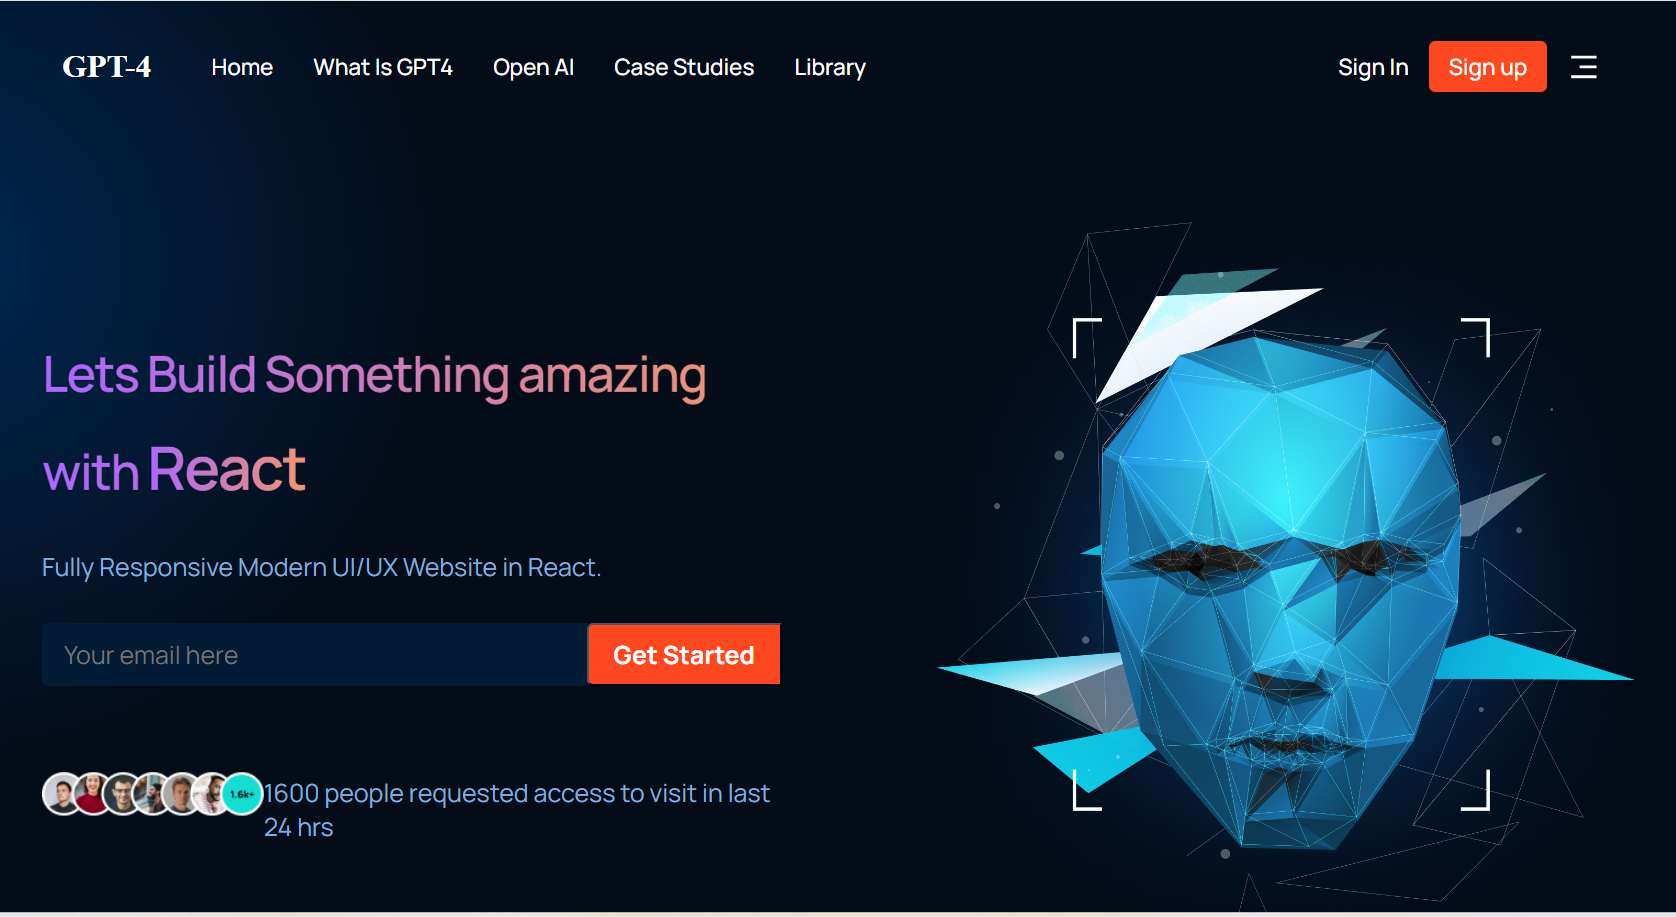 GPT-4 Home What Is GPT4 Open AI Case Studies Library Sign In Sign up
Lets Build Something amazing
with React
Fully Responsive Modern UI/UX Website in React.
Your email here Get Started
1.6k+ 1600 people requested access to visit in last
24 hrs